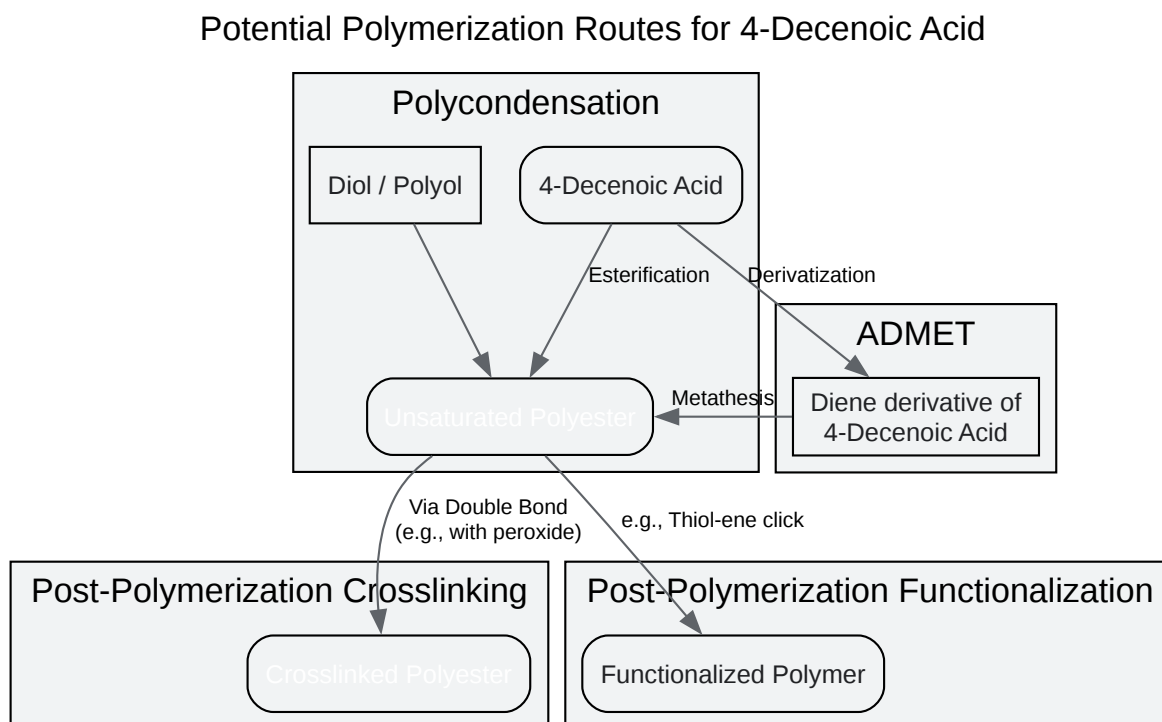 Potential Polymerization Routes for 4-Decenoic Acid
Polycondensation
Diol / Polyol
4-Decenoic Acid
Esterification
Derivatization
ADMET
Unsaturated Polyester
Metathesis
Diene derivative of
4-Decenoic Acid
Via Double Bond
(e.g., with peroxide)
e.g., Thiol-ene click
Post-Polymerization Crosslinking
Crosslinked Polyester
Post-Polymerization Functionalization
Functionalized Polymer